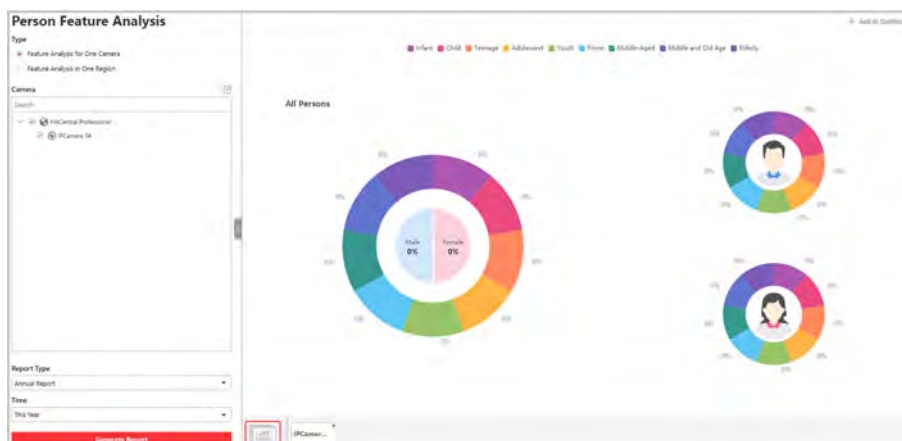 Person Feature Analysis
Type
Feature Analysis for One Camera
Feature Analysis in One Region
Camera
Search
HikCentral Professional
IPCamera 34
Report Type
Annual Report
Time
This Year
Generate Report
Infant Child Teenage Adolescent Youth Prime Middle-Aged Middle and Old Age Elderly
All Persons
Male
0%
Female
0%
IPCamer...